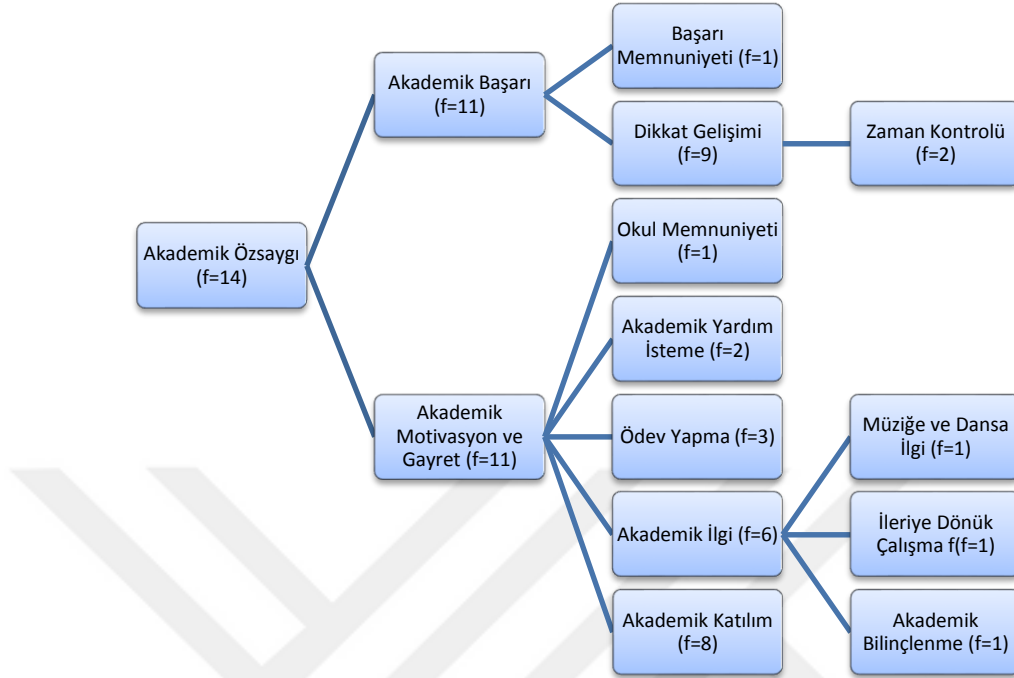 Akademik Özsaygı
(f=14)
Akademik Başarı
(f=11)
Başarı
Memnuniyeti (f=1)
Dikkat Gelişimi
(f=9)
Zaman Kontrolü
(f=2)
Akademik
Motivasyon ve
Gayret (f=11)
Okul Memnuniyeti
(f=1)
Akademik Yardım
İsteme (f=2)
Ödev Yapma (f=3)
Akademik İlgi (f=6)
Müziğe ve Dansa
İlgi (f=1)
İleriye Dönük
Çalışma f(f=1)
Akademik
Bilinçlenme (f=1)
Akademik Katılım
(f=8)